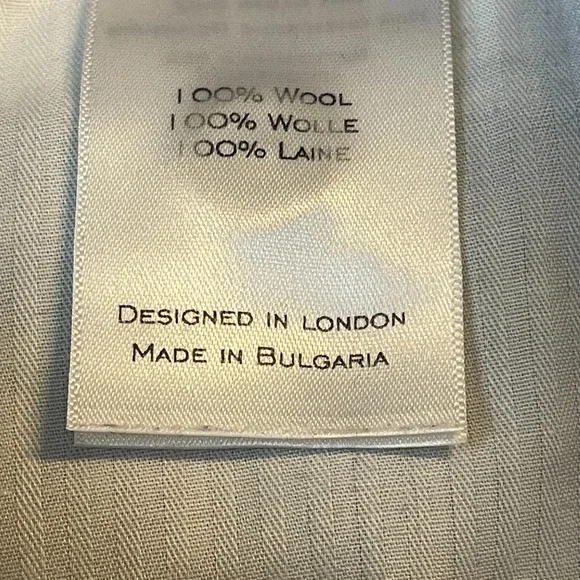 100% WOOL
100% WOLLE
100% LAINE
DESIGNED IN LONDON
MADE IN BULGARIA